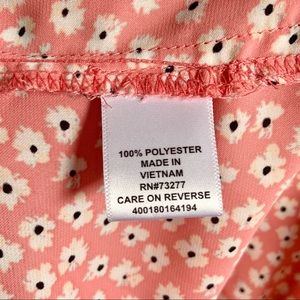 100% POLYESTER
MADE IN
VIETNAM
RN#73277
CARE ON REVERSE
400180164194